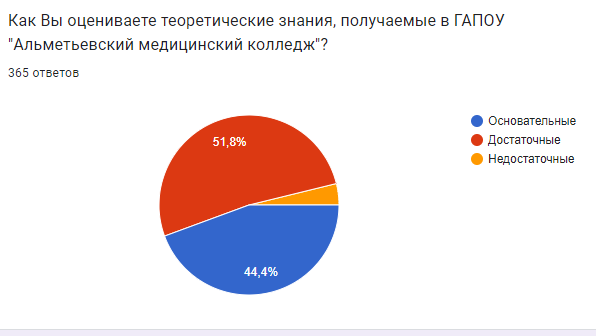 Как Вы оцениваете теоретические знания, получаемые в ГАПОУ
"Альметьевский медицинский колледж"?
365 ответов
Основательные
Достаточные
Недостаточные
51,8%
44,4%